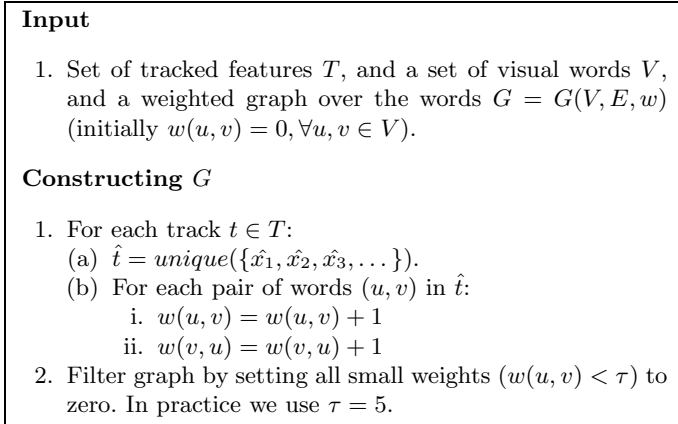 Input
1. Set of tracked features T, and a set of visual words V,
and a weighted graph over the words G = G(V, E, w)
(initially w(u, v) = 0, ∀u, v ∈ V).
Constructing G
1. For each track t ∈ T:
(a) t̂ = unique({x̂₁, x̂₂, x̂₃, . . . }).
(b) For each pair of words (u, v) in t̂:
i. w(u, v) = w(u, v) + 1
ii. w(v, u) = w(v, u) + 1
2. Filter graph by setting all small weights (w(u, v) < τ) to
zero. In practice we use τ = 5.